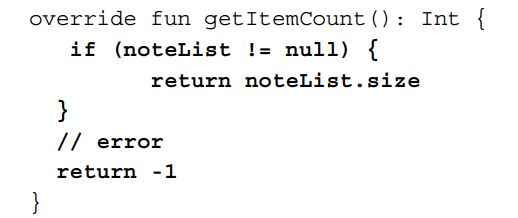 override fun getItemCount(): Int {
if (noteList != null) {
return noteList.size
}
// error
return -1
}